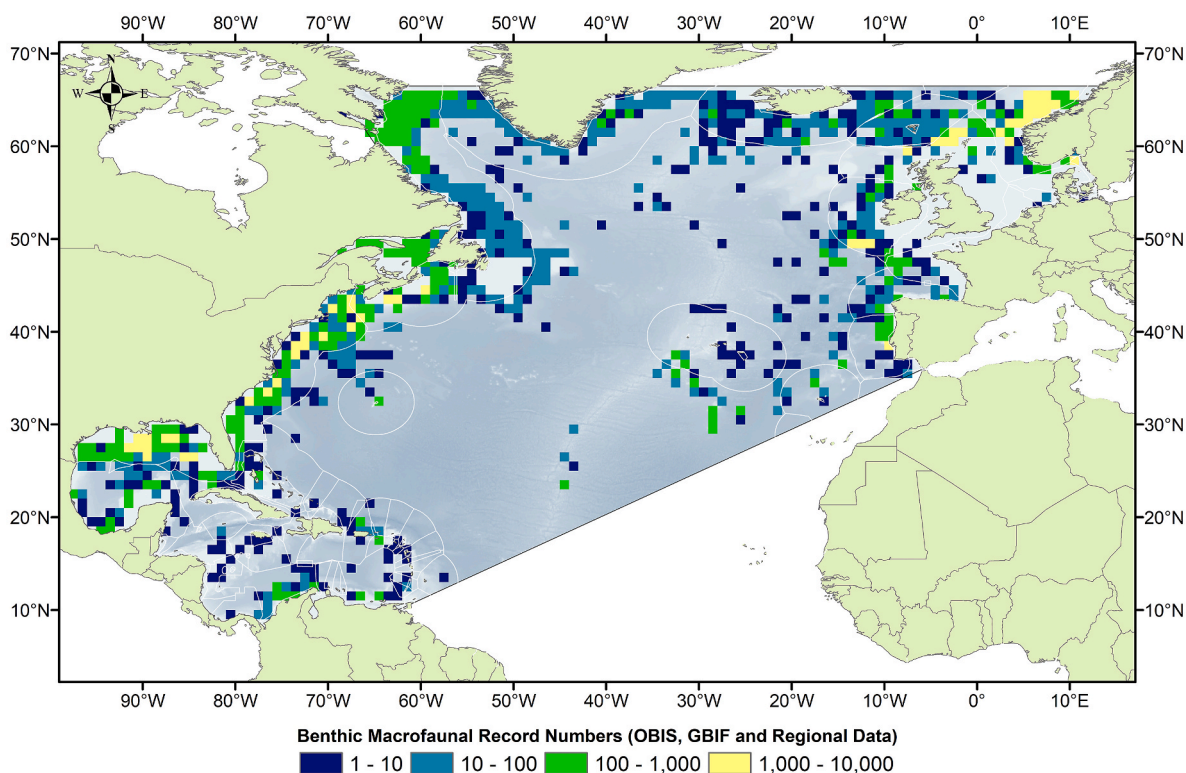 90°W 80°W 70°W 60°W 50°W 40°W 30°W 20°W 10°W 0° 10°E
70°N 70°N
N
W E
S
60°N 60°N
50°N 50°N
40°N 40°N
30°N 30°N
20°N 20°N
10°N 10°N
90°W 80°W 70°W 60°W 50°W 40°W 30°W 20°W 10°W 0° 10°E
Benthic Macrofaunal Record Numbers (OBIS, GBIF and Regional Data)
1 - 10 10 - 100 100 - 1,000 1,000 - 10,000